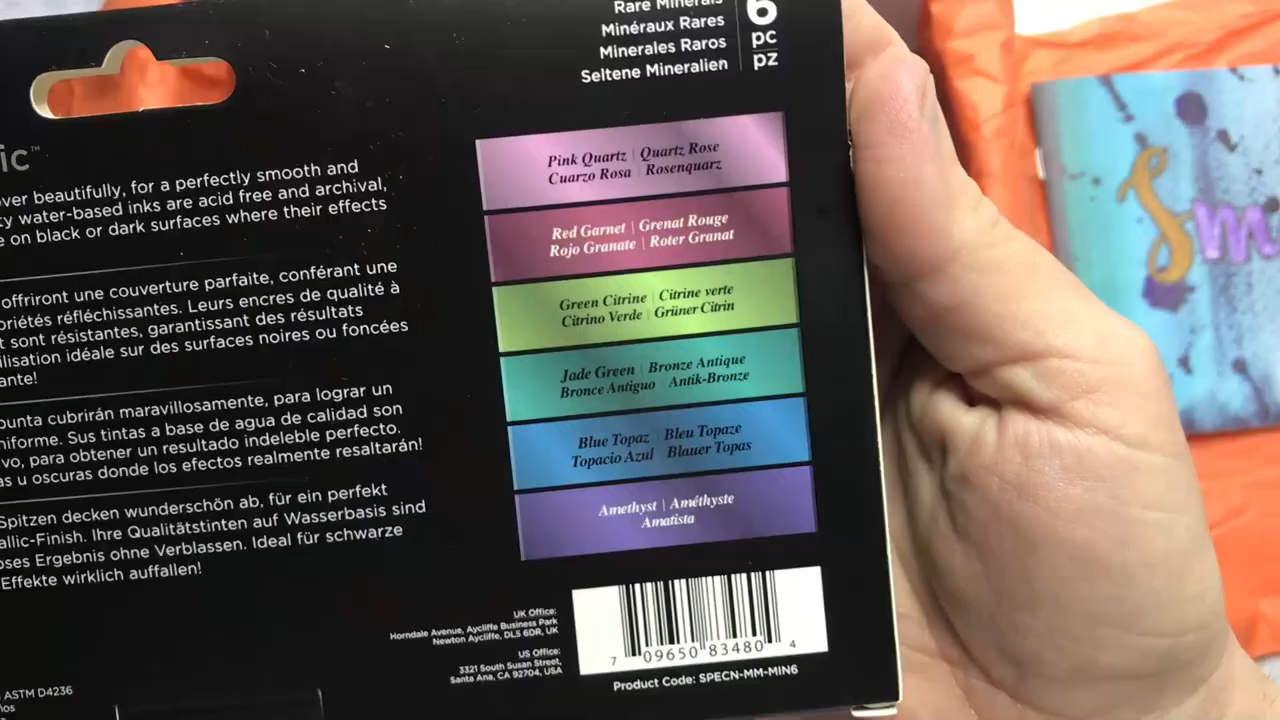 Rare Minerals
Minéraux Rares
Minerales Raros
Seltene Mineralien
6
pc
pz
ic™
over beautifully, for a perfectly smooth and
ty water-based inks are acid free and archival,
e on black or dark surfaces where their effects
offriront une couverture parfaite, conférant une
priétés réfléchissantes. Leurs encres de qualité à
t sont résistantes, garantissant des résultats
ilisation idéale sur des surfaces noires ou foncées
ante!
punta cubrirán maravillosamente, para lograr un
niforme. Sus tintas a base de agua de calidad son
vo, para obtener un resultado indeleble perfecto.
as u oscuras donde los efectos realmente resaltarán!
Spitzen decken wunderschön ab, für ein perfekt
allic-Finish. Ihre Qualitätstinten auf Wasserbasis sind
oses Ergebnis ohne Verblassen. Ideal für schwarze
Effekte wirklich auffallen!
Pink Quartz | Quartz Rose
Cuarzo Rosa | Rosenquarz
Red Garnet | Grenat Rouge
Rojo Granate | Roter Granat
Green Citrine | Citrine verte
Citrino Verde | Grüner Citrin
Jade Green | Bronze Antique
Bronce Antiguo | Antik-Bronze
Blue Topaz | Bleu Topaze
Topacio Azul | Blauer Topas
Amethyst | Améthyste
Amatista
UK Office:
Horndale Avenue, Aycliffe Business Park
Newton Aycliffe, DL5 6DR, UK
US Office:
3321 South Susan Street,
Santa Ana, CA 92704, USA
7 09650 83480 4
Product Code: SPECN-MM-MIN6
ASTM D4236
ños
Sm